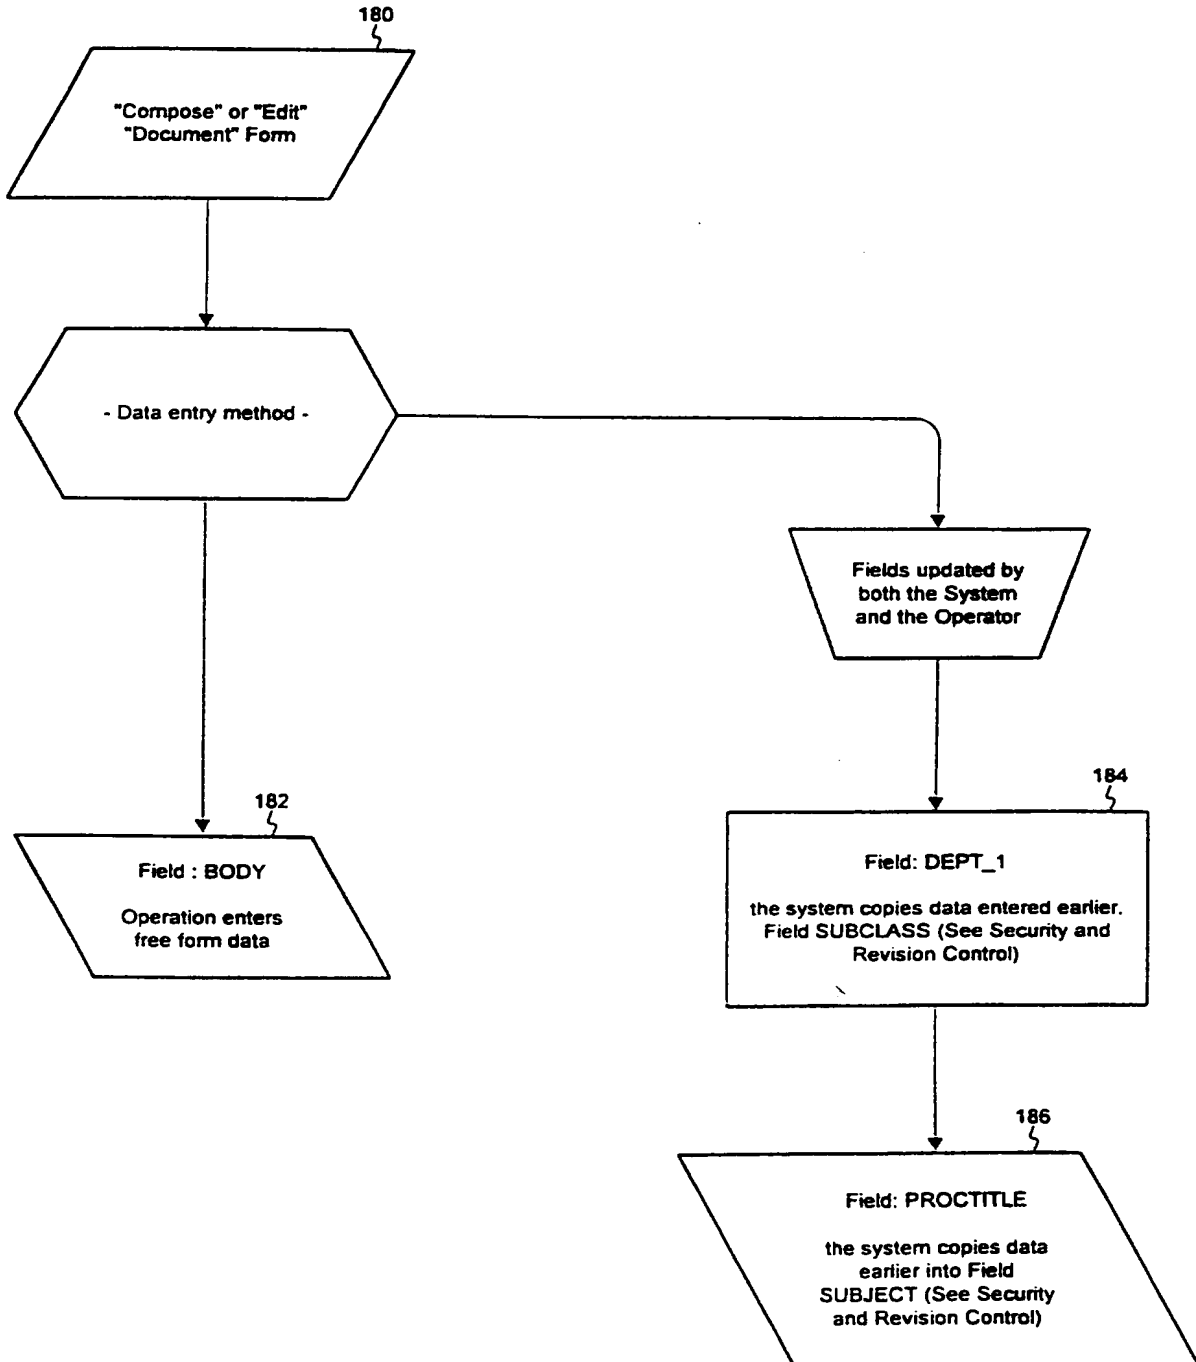 180
"Compose" or "Edit"
"Document" Form
- Data entry method -
Fields updated by
both the System
and the Operator
182
Field : BODY
Operation enters
free form data
184
Field: DEPT_1
the system copies data entered earlier.
Field SUBCLASS (See Security and
Revision Control)
186
Field: PROCTITLE
the system copies data
earlier into Field
SUBJECT (See Security
and Revision Control)